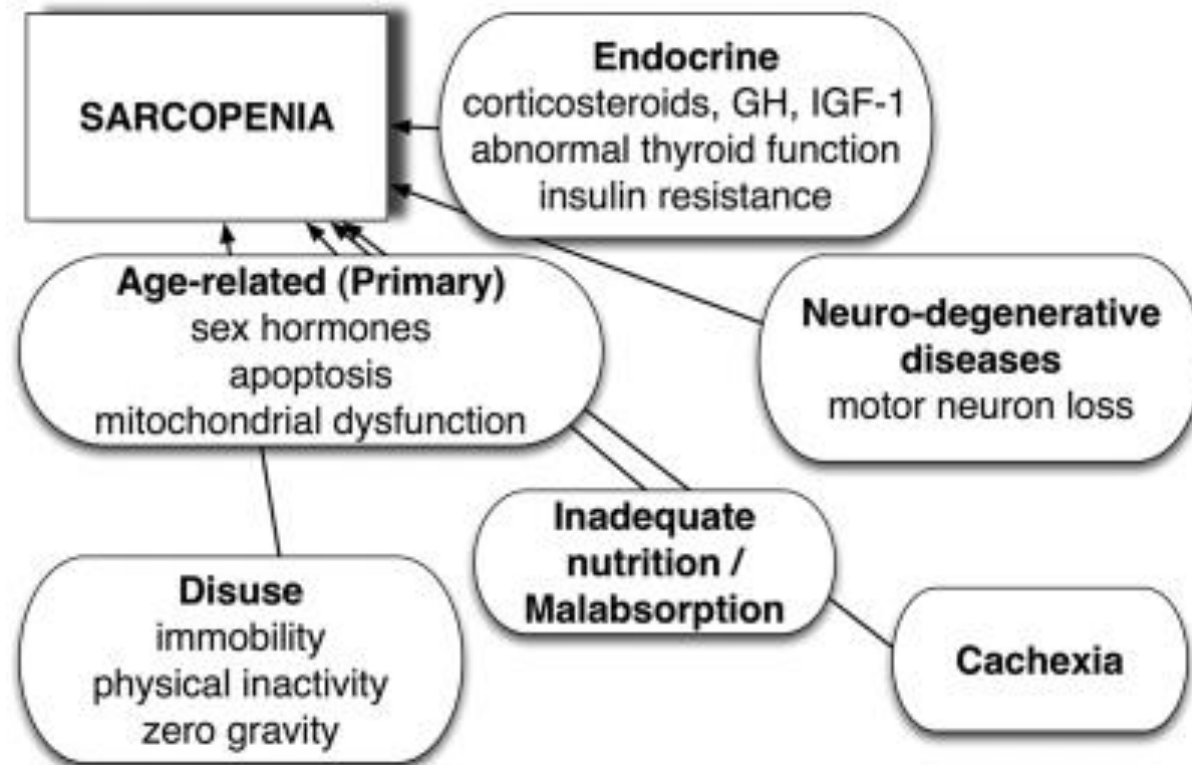 SARCOPENIA
Endocrine
corticosteroids, GH, IGF-1
abnormal thyroid function
insulin resistance
Age-related (Primary)
sex hormones
apoptosis
mitochondrial dysfunction
Neuro-degenerative
diseases
motor neuron loss
Inadequate
nutrition /
Malabsorption
Disuse
immobility
physical inactivity
zero gravity
Cachexia